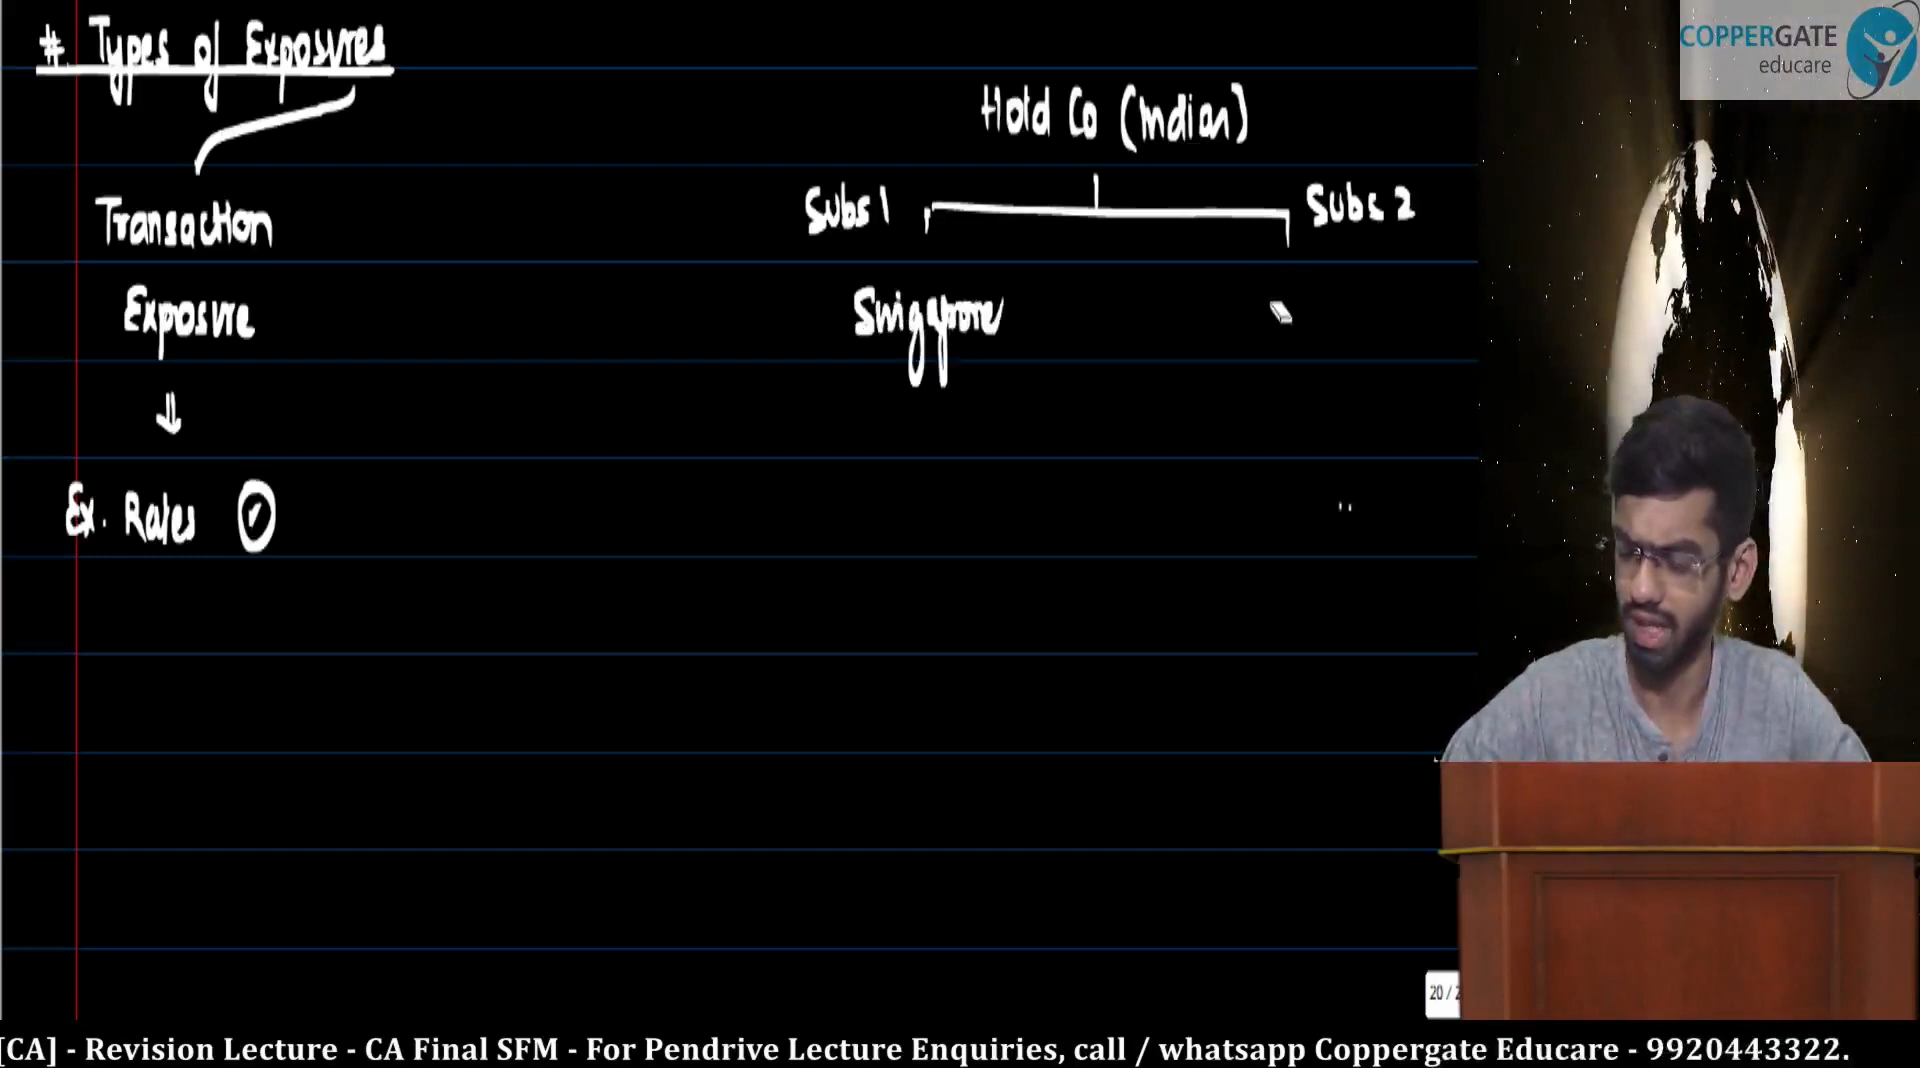 # Types of Exposures
Transaction
Exposure
Ex. Rates
Hold Co (Indian)
Subs 1
Subs 2
Singapore
COPPERGATE
educare
20 / 2
[CA] - Revision Lecture - CA Final SFM - For Pendrive Lecture Enquiries, call / whatsapp Coppergate Educare - 9920443322.